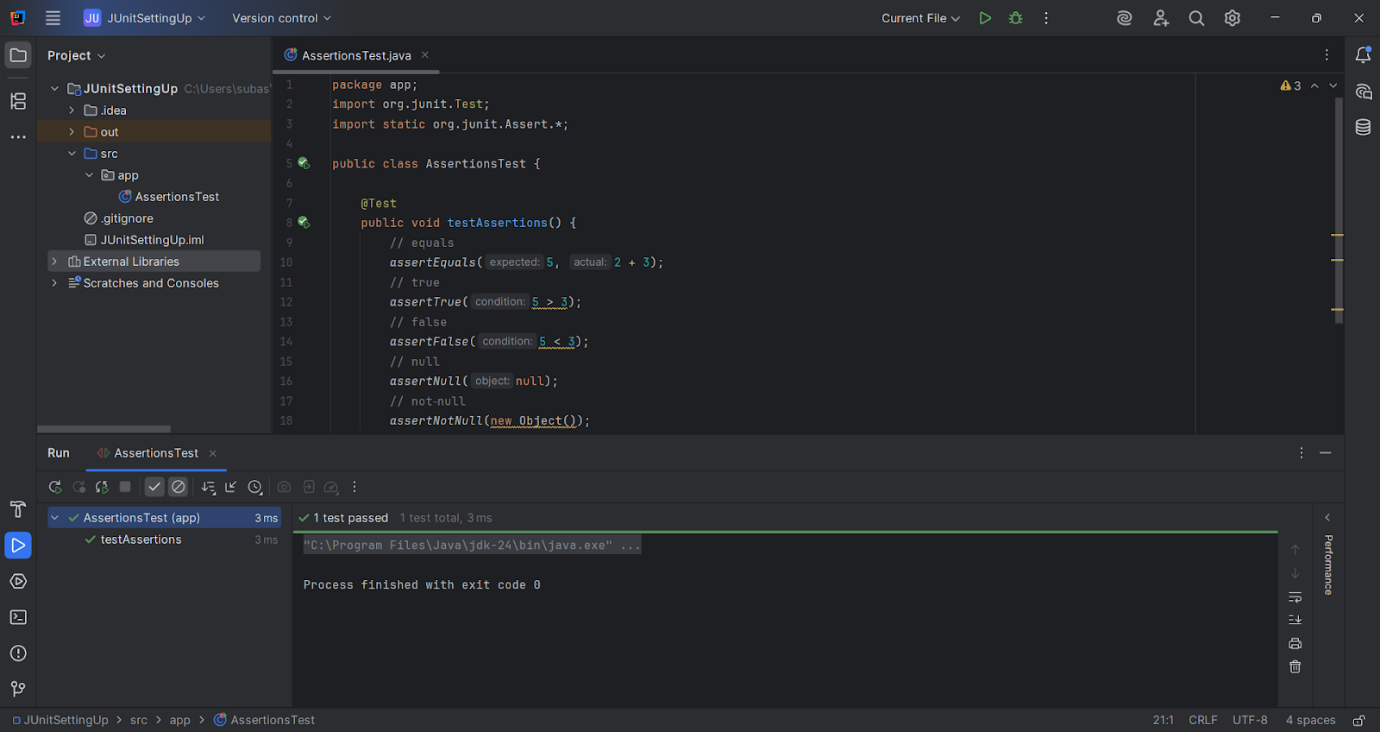 JU JUnitSettingUp Version control Current File
Project
AssertionsTest.java
JUnitSettingUp C:\Users\subas
.idea
out
src
app
AssertionsTest
.gitignore
JUnitSettingUp.iml
External Libraries
Scratches and Consoles
3
1 package app;
2 import org.junit.Test;
3 import static org.junit.Assert.*;
4
5 public class AssertionsTest {
6
7 @Test
8 public void testAssertions() {
9 // equals
10 assertEquals( expected: 5, actual: 2 + 3);
11 // true
12 assertTrue( condition: 5 > 3);
13 // false
14 assertFalse( condition: 5 < 3);
15 // null
16 assertNull( object: null);
17 // not-null
18 assertNotNull(new Object());
Run AssertionsTest
AssertionsTest (app) 3 ms
testAssertions 3 ms
1 test passed 1 test total, 3 ms
"C:\Program Files\Java\jdk-24\bin\java.exe" ...
Process finished with exit code 0
Performance
JUnitSettingUp > src > app > AssertionsTest 21:1 CRLF UTF-8 4 spaces